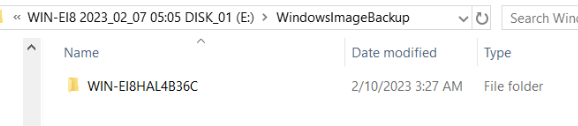 « WIN-EI8 2023_02_07 05:05 DISK_01 (E:) > WindowsImageBackup
Search Win
Name Date modified Type
WIN-EI8HAL4B36C 2/10/2023 3:27 AM File folder